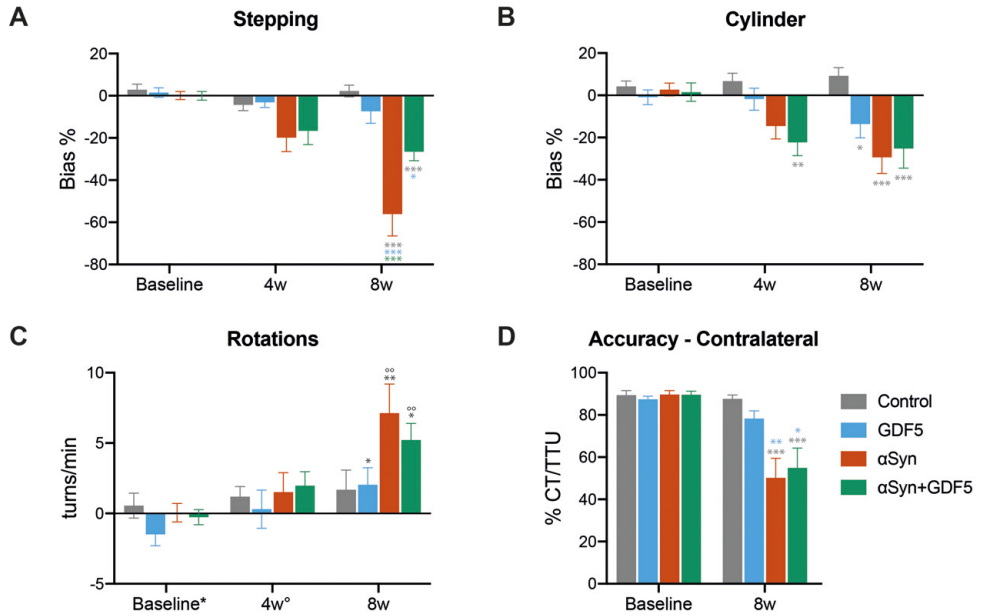 A
Stepping
Bias %
20
0
-20
-40
-60
-80
***
***
***
***
*
Baseline
4w
8w
B
Cylinder
Bias %
20
0
-20
-40
-60
-80
**
*
***
***
Baseline
4w
8w
C
Rotations
turns/min
10
5
0
-5
*
°°
**
°°
*
Baseline*
4w°
8w
D
Accuracy - Contralateral
% CT/TTU
100
80
60
40
20
0
**
***
*
***
Baseline
8w
Control
GDF5
αSyn
αSyn+GDF5